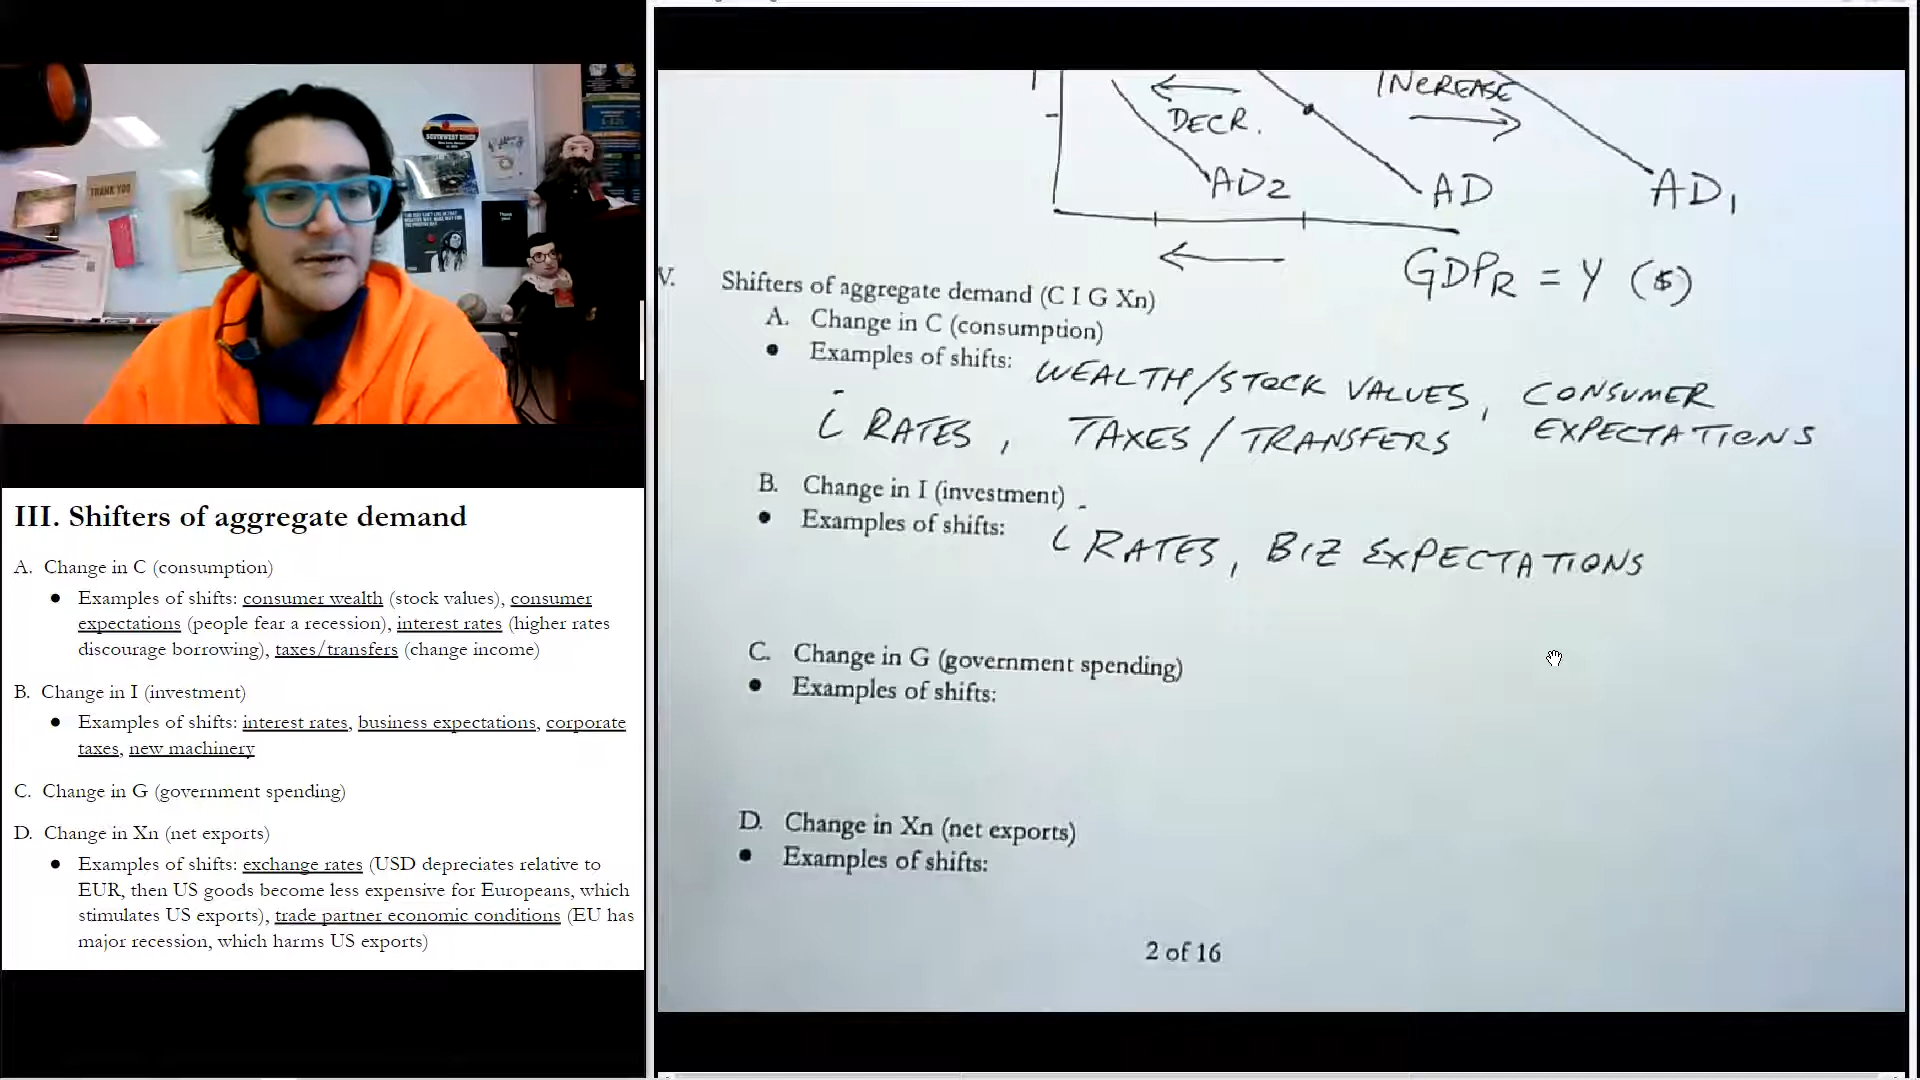 SOUTHWEST DINER
THANK YOU
III. Shifters of aggregate demand
A. Change in C (consumption)
● Examples of shifts: consumer wealth (stock values), consumer
expectations (people fear a recession), interest rates (higher rates
discourage borrowing), taxes/transfers (change income)
B. Change in I (investment)
● Examples of shifts: interest rates, business expectations, corporate
taxes, new machinery
C. Change in G (government spending)
D. Change in Xn (net exports)
● Examples of shifts: exchange rates (USD depreciates relative to
EUR, then US goods become less expensive for Europeans, which
stimulates US exports), trade partner economic conditions (EU has
major recession, which harms US exports)
INCREASE
DECR.
AD2
AD
AD1
GDPR = Y ($)
V. Shifters of aggregate demand (C I G Xn)
A. Change in C (consumption)
● Examples of shifts: WEALTH/STOCK VALUES, CONSUMER
i RATES, TAXES/TRANSFERS EXPECTATIONS
B. Change in I (investment)
● Examples of shifts: i RATES, BIZ EXPECTATIONS
C. Change in G (government spending)
● Examples of shifts:
D. Change in Xn (net exports)
● Examples of shifts:
2 of 16